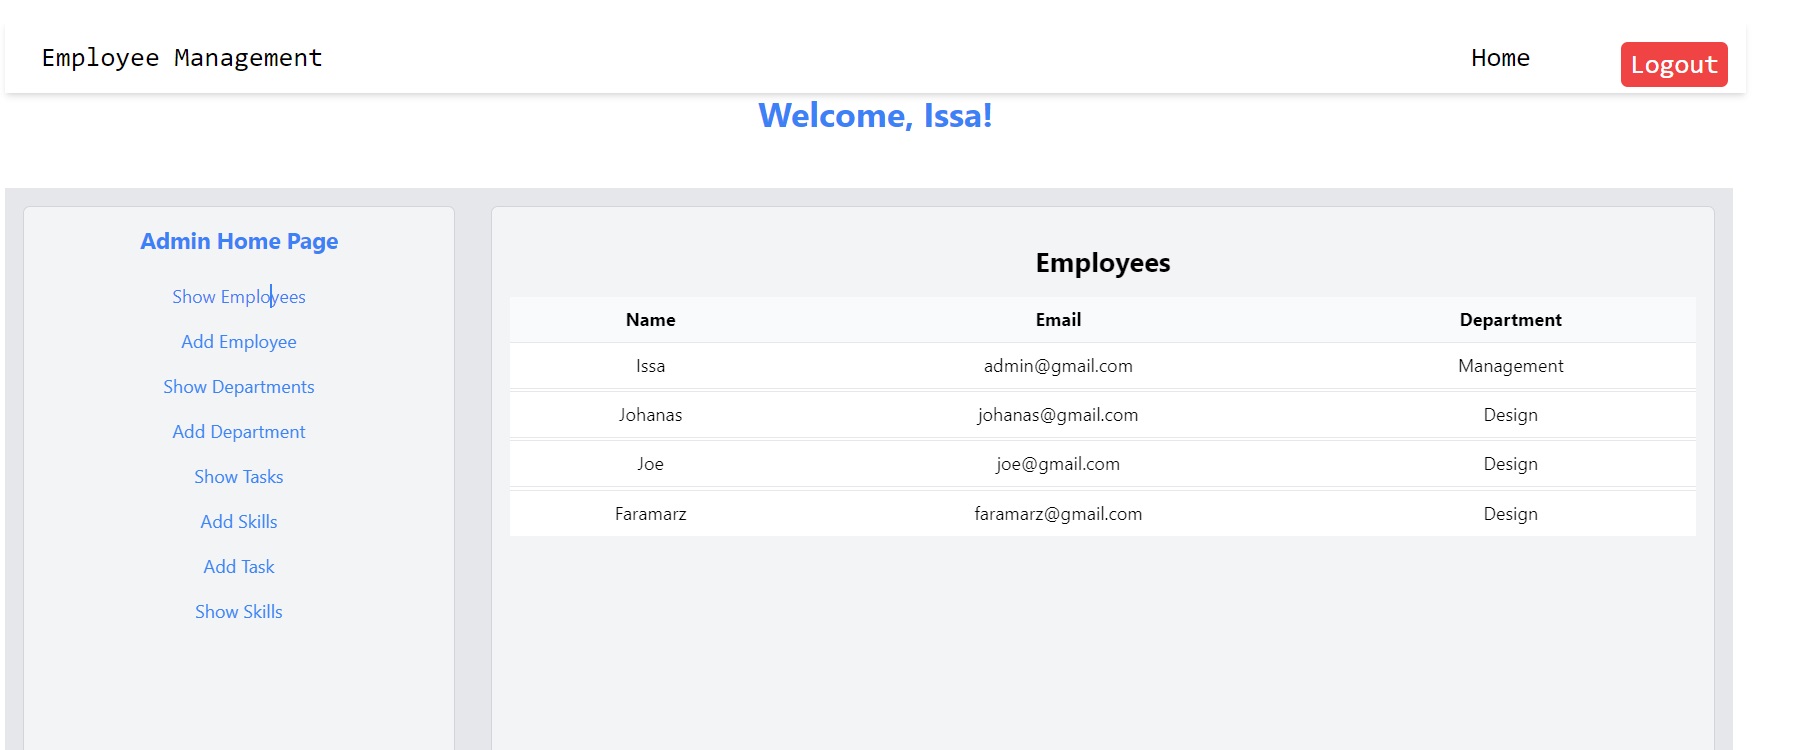 Employee Management Home Logout
Welcome, Issa!
Admin Home Page
Show Employees
Add Employee
Show Departments
Add Department
Show Tasks
Add Skills
Add Task
Show Skills
Employees
Name Email Department
Issa admin@gmail.com Management
Johanas johanas@gmail.com Design
Joe joe@gmail.com Design
Faramarz faramarz@gmail.com Design